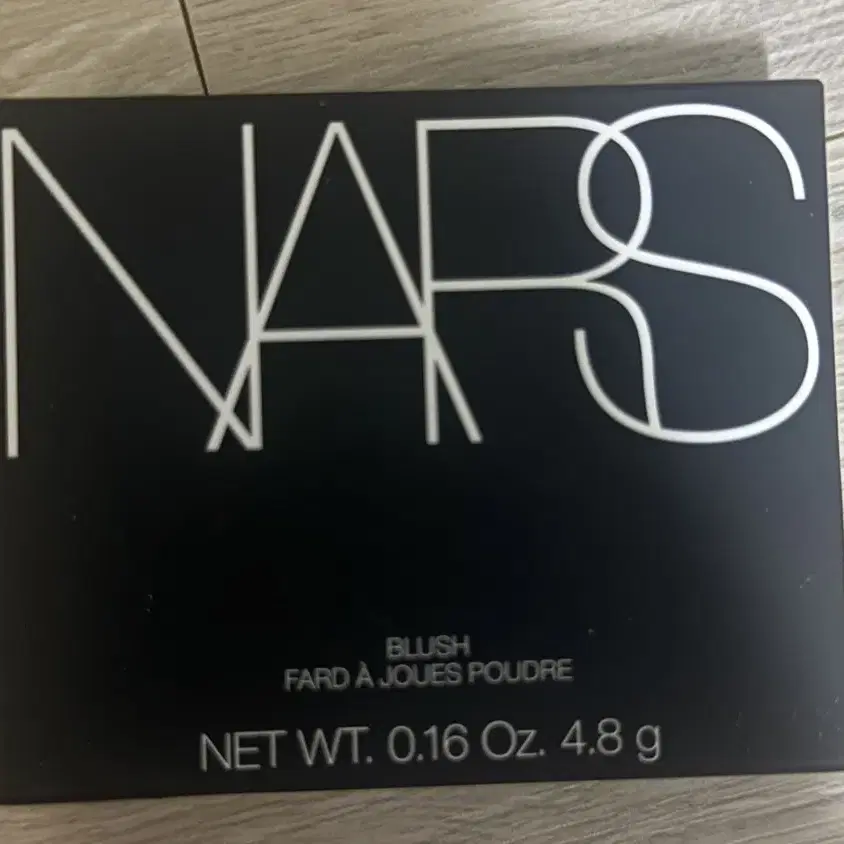 NARS
BLUSH
FARD À JOUES POUDRE
NET WT. 0.16 Oz. 4.8 g